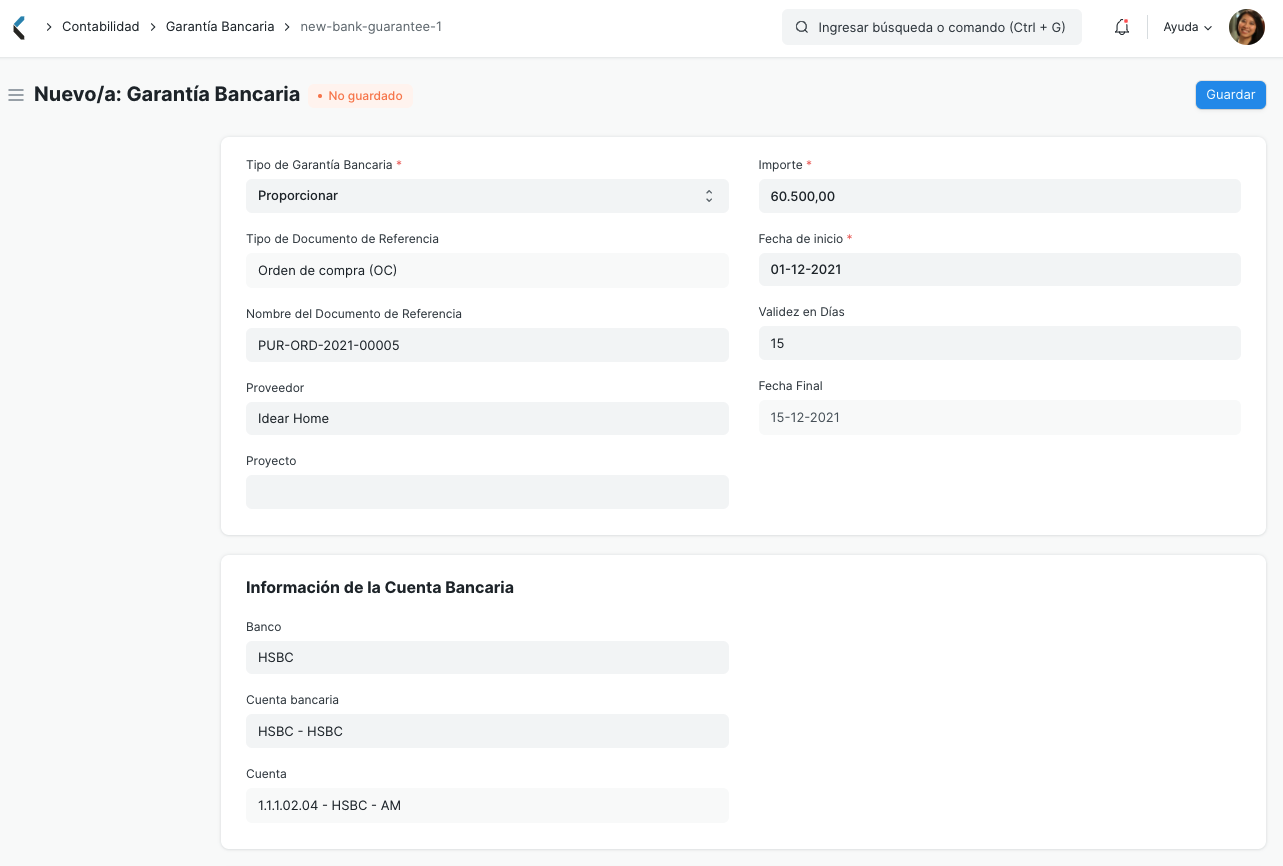 Contabilidad Garantía Bancaria new-bank-guarantee-1 Ingresar búsqueda o comando (Ctrl + G) Ayuda
Nuevo/a: Garantía Bancaria • No guardado Guardar
Tipo de Garantía Bancaria *
Proporcionar
Tipo de Documento de Referencia
Orden de compra (OC)
Nombre del Documento de Referencia
PUR-ORD-2021-00005
Proveedor
Idear Home
Proyecto
Importe *
60.500,00
Fecha de inicio *
01-12-2021
Validez en Días
15
Fecha Final
15-12-2021
Información de la Cuenta Bancaria
Banco
HSBC
Cuenta bancaria
HSBC - HSBC
Cuenta
1.1.1.02.04 - HSBC - AM